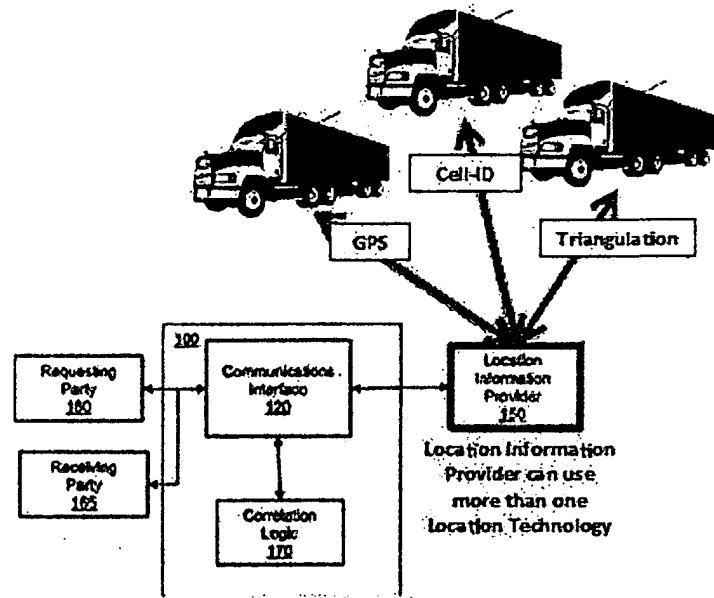 Cell-ID
GPS
Triangulation
100
Requesting
Party
160
Communications
Interface
120
Location
Information
Provider
150
Receiving
Party
165
Correlation
Logic
170
Location Information
Provider can use
more than one
Location Technology